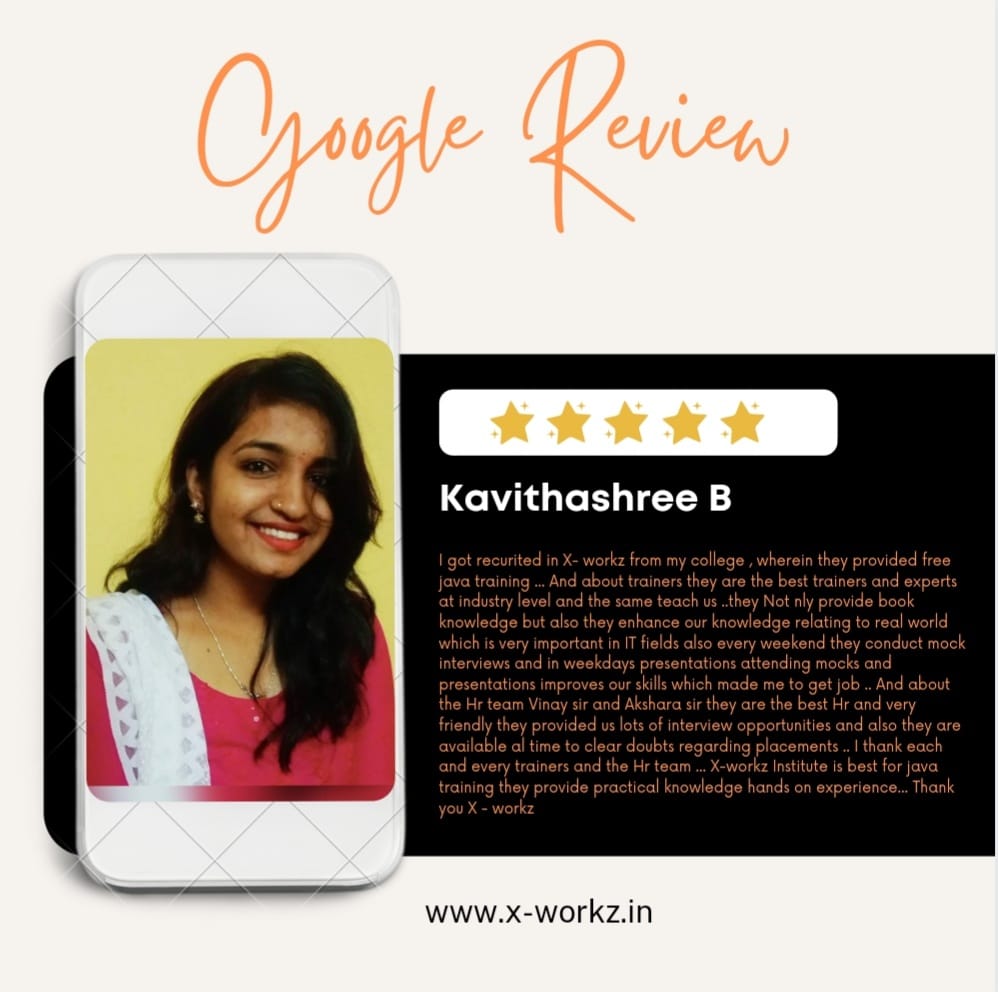 Google Review
Kavithashree B
I got recurited in X- workz from my college , wherein they provided free
java training ... And about trainers they are the best trainers and experts
at industry level and the same teach us ..they Not nly provide book
knowledge but also they enhance our knowledge relating to real world
which is very important in IT fields also every weekend they conduct mock
interviews and in weekdays presentations attending mocks and
presentations improves our skills which made me to get job .. And about
the Hr team Vinay sir and Akshara sir they are the best Hr and very
friendly they provided us lots of interview opportunities and also they are
available al time to clear doubts regarding placements .. I thank each
and every trainers and the Hr team ... X-workz Institute is best for java
training they provide practical knowledge hands on experience... Thank
you X - workz
www.x-workz.in